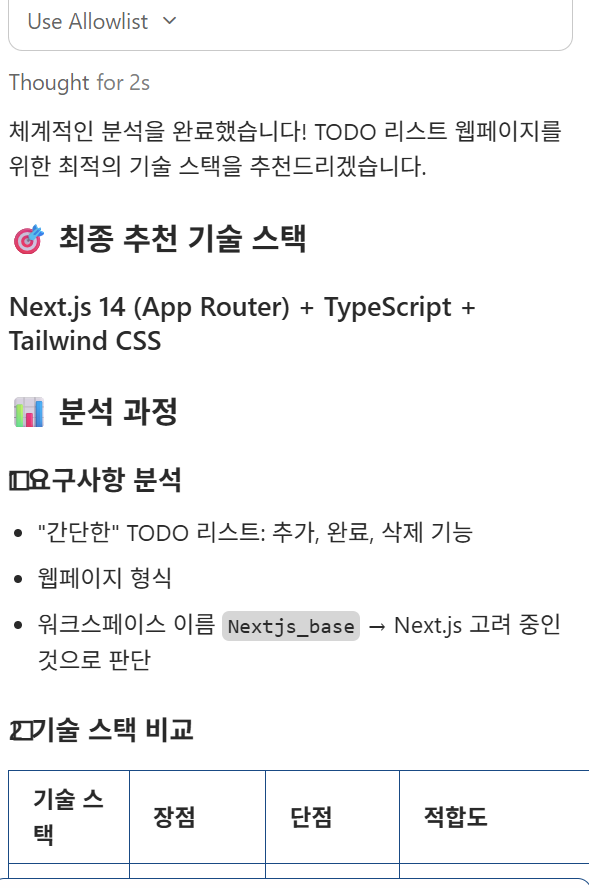 Use Allowlist
Thought for 2s
체계적인 분석을 완료했습니다! TODO 리스트 웹페이지를
위한 최적의 기술 스택을 추천드리겠습니다.
🎯 최종 추천 기술 스택
Next.js 14 (App Router) + TypeScript +
Tailwind CSS
📊 분석 과정
1️⃣요구사항 분석
• "간단한" TODO 리스트: 추가, 완료, 삭제 기능
• 웹페이지 형식
• 워크스페이스 이름 Nextjs_base → Next.js 고려 중인
것으로 판단
2️⃣기술 스택 비교
기술 스 장점 단점 적합도
택